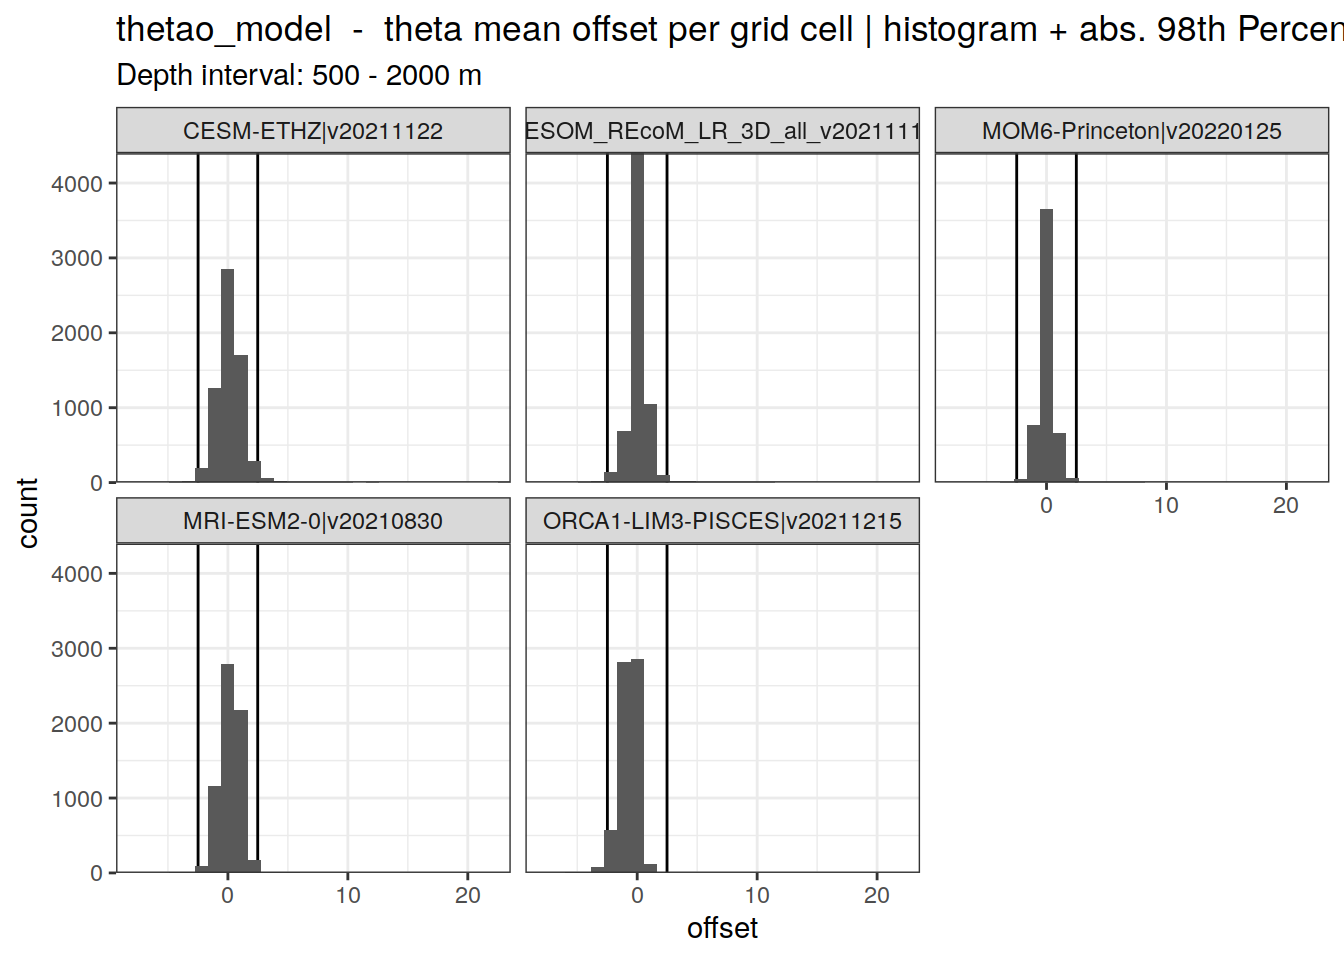 thetao_model - theta mean offset per grid cell | histogram + abs. 98th Percen
Depth interval: 500 - 2000 m
CESM-ETHZ|v20211122
ESOM_REcoM_LR_3D_all_v2021111
MOM6-Princeton|v20220125
4000
3000
2000
1000
0
0
10
20
count
MRI-ESM2-0|v20210830
ORCA1-LIM3-PISCES|v20211215
4000
3000
2000
1000
0
0
10
20
0
10
20
offset